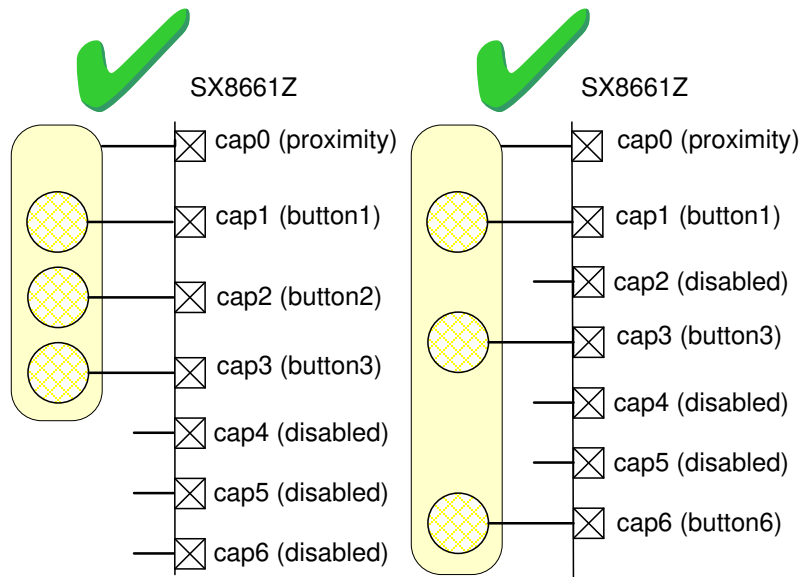 SX8661Z
cap0 (proximity)
cap1 (button1)
cap2 (button2)
cap3 (button3)
cap4 (disabled)
cap5 (disabled)
cap6 (disabled)
SX8661Z
cap0 (proximity)
cap1 (button1)
cap2 (disabled)
cap3 (button3)
cap4 (disabled)
cap5 (disabled)
cap6 (button6)